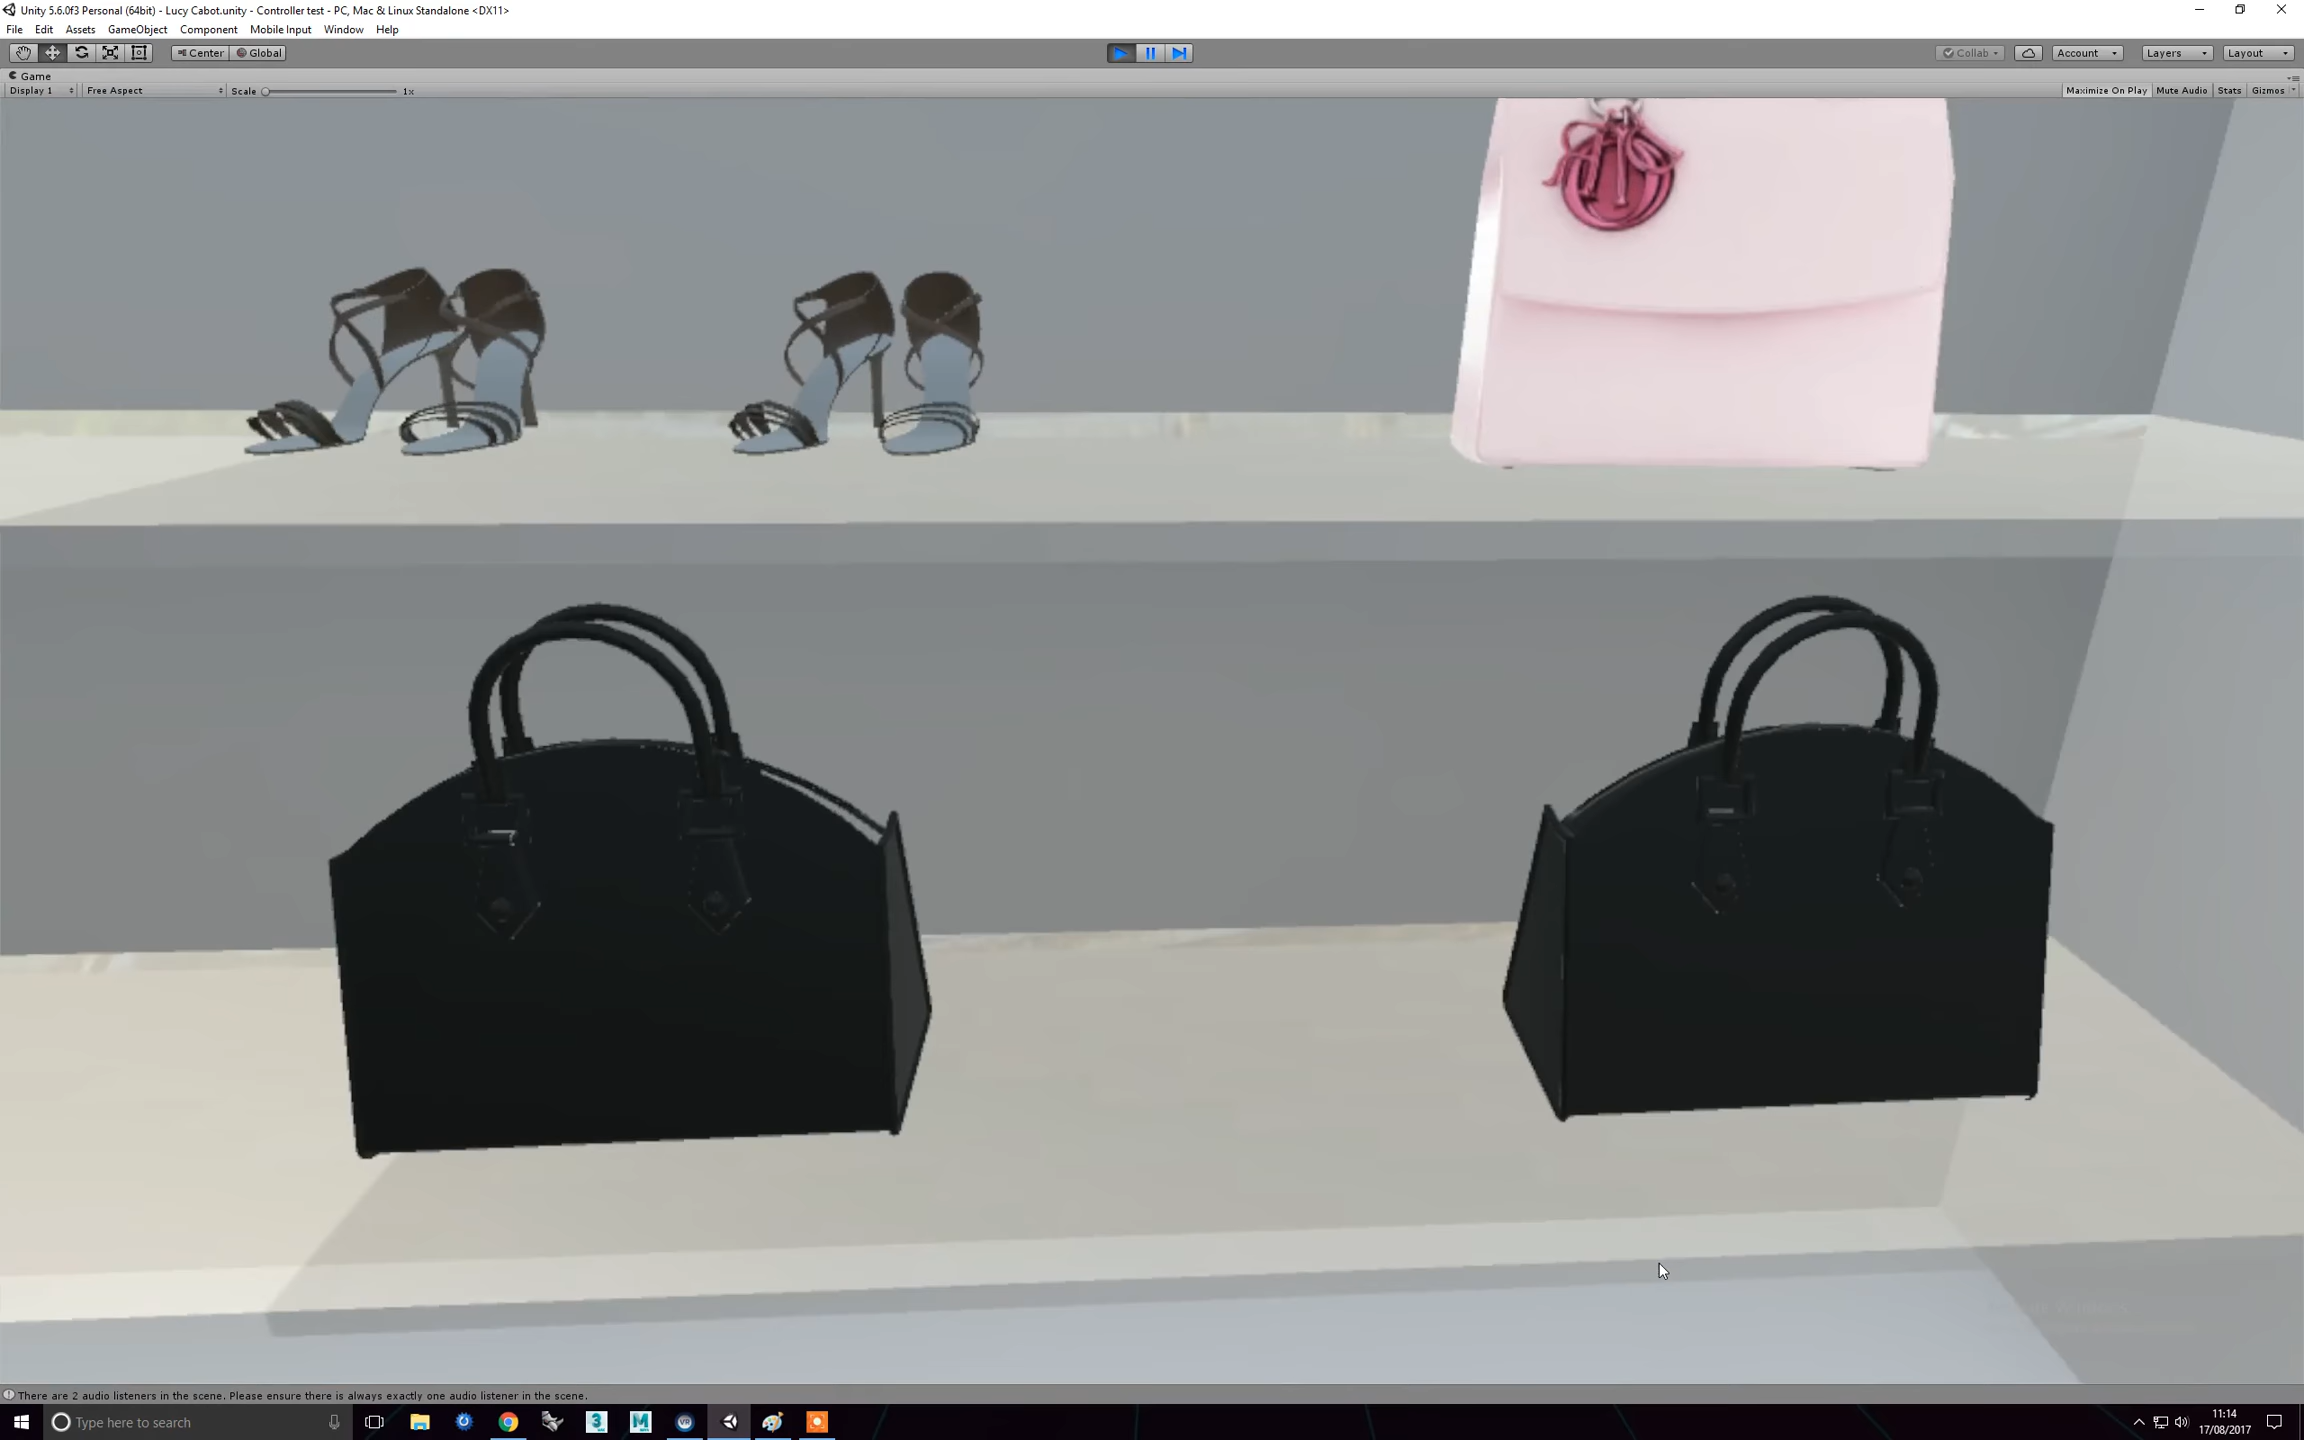 Unity 5.6.0f3 Personal (64bit) - Lucy Cabot.unity - Controller test - PC, Mac & Linux Standalone <DX11>
File Edit Assets GameObject Component Mobile Input Window Help
Center Global Collab Account Layers Layout
Game
Display 1 Free Aspect Scale 1x Maximize On Play Mute Audio Stats Gizmos
There are 2 audio listeners in the scene. Please ensure there is always exactly one audio listener in the scene.
Type here to search 11:14
17/08/2017